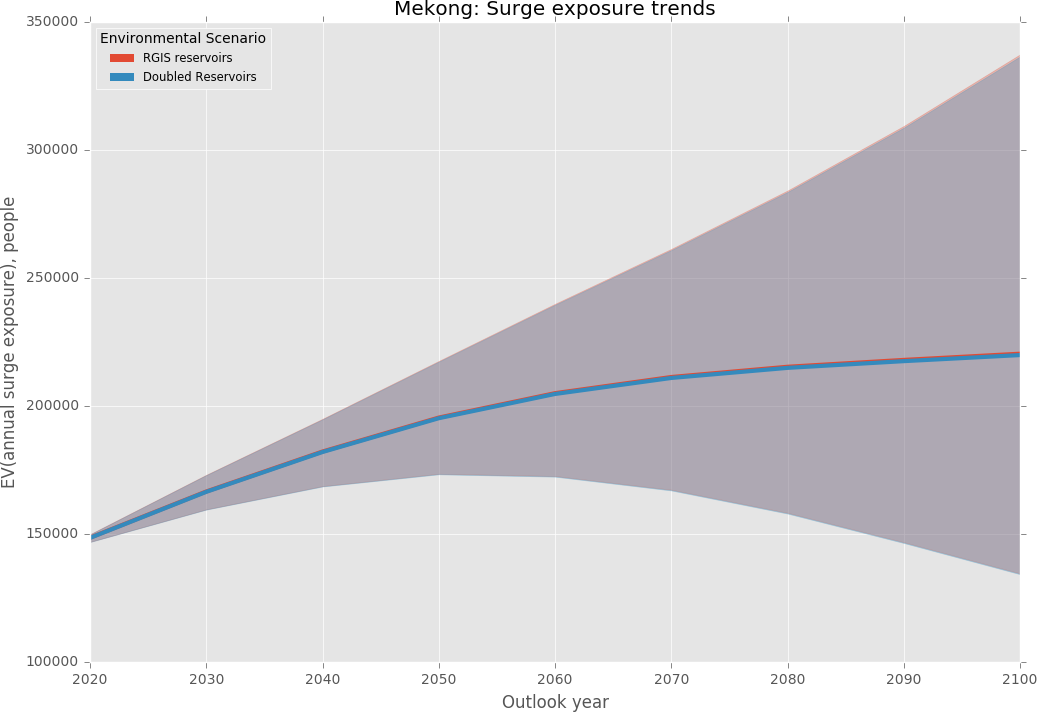 Mekong: Surge exposure trends
350000
300000
250000
200000
150000
100000
EV(annual surge exposure), people
Environmental Scenario
RGIS reservoirs
Doubled Reservoirs
2020 2030 2040 2050 2060 2070 2080 2090 2100
Outlook year